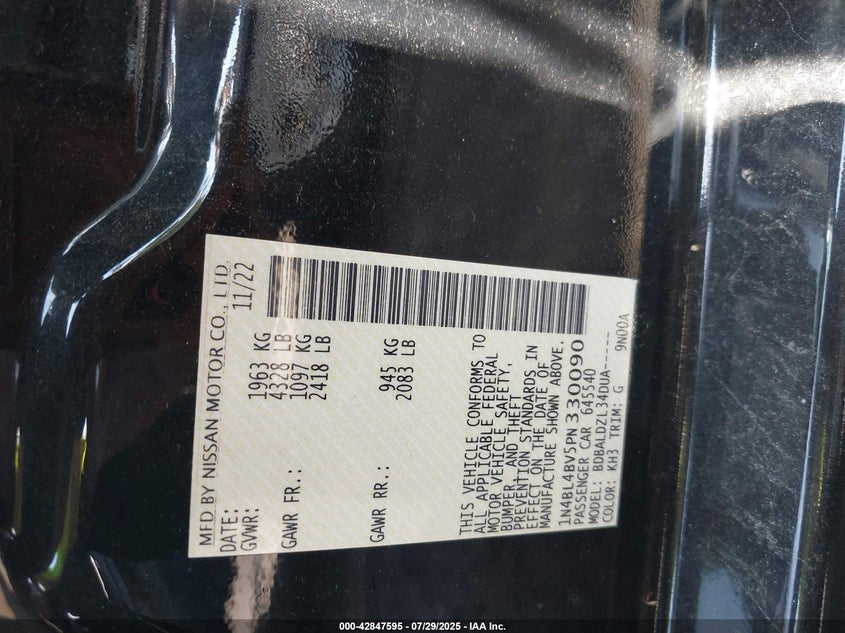 MFD BY NISSAN MOTOR CO., LTD.
DATE: 11/22
GVWR: 1963 KG
4328 LB
GAWR FR.: 1097 KG
2418 LB
GAWR RR.: 945 KG
2083 LB
THIS VEHICLE CONFORMS TO
ALL APPLICABLE FEDERAL
MOTOR VEHICLE SAFETY,
BUMPER, AND THEFT
PREVENTION STANDARDS IN
EFFECT ON THE DATE OF
MANUFACTURE SHOWN ABOVE.
1N4BL4BV5PN330090
PASSENGER CAR 645540
MODEL: BDBALDZL34DUA-----
COLOR: KH3 TRIM: G 9N00A
000-42847595 - 07/29/2025 - IAA Inc.